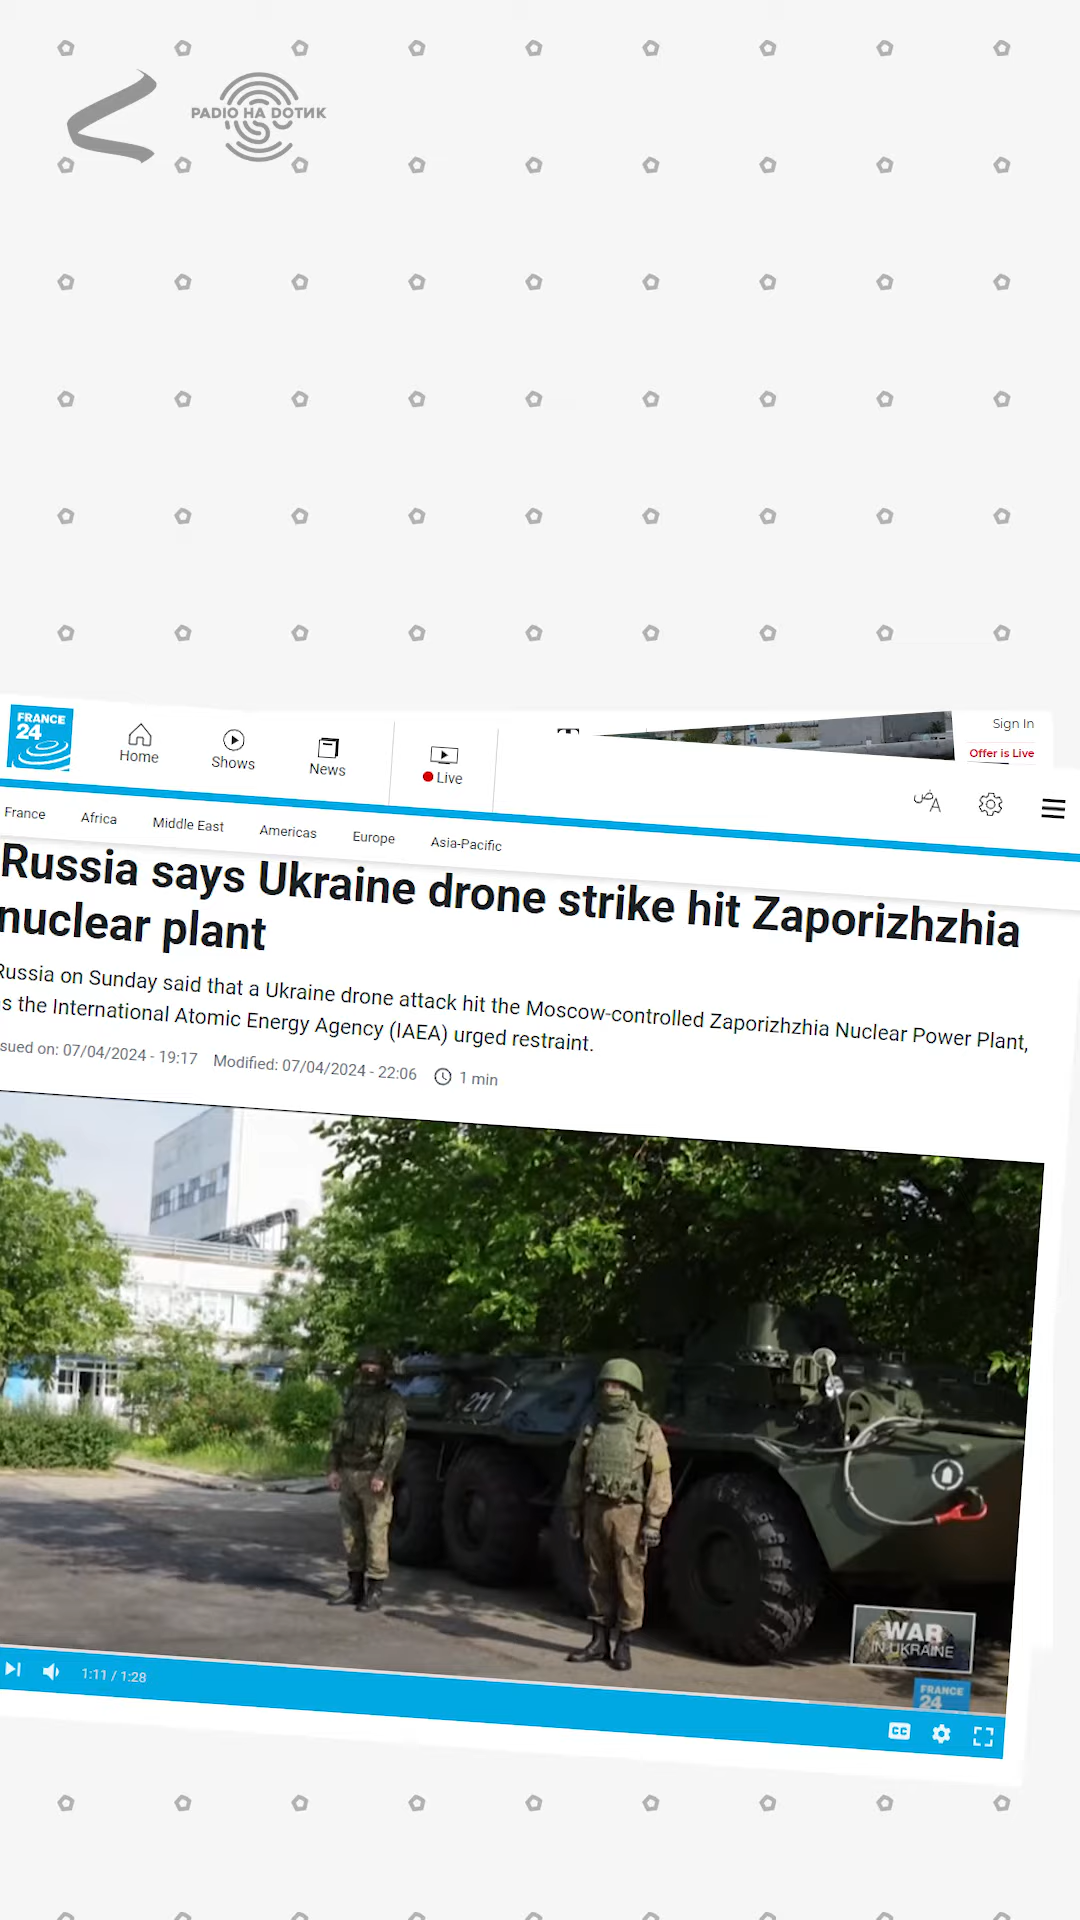 РАДІО НА DOTИК
FRANCE
24
Home
Shows
News
Live
Sign In
Offer is Live
France
Africa
Middle East
Americas
Europe
Asia-Pacific
Russia says Ukraine drone strike hit Zaporizhzhia
nuclear plant
Russia on Sunday said that a Ukraine drone attack hit the Moscow-controlled Zaporizhzhia Nuclear Power Plant,
as the International Atomic Energy Agency (IAEA) urged restraint.
sued on: 07/04/2024 - 19:17 Modified: 07/04/2024 - 22:06 1 min
211
WAR
IN UKRAINE
FRANCE
24
1:11 / 1:28
CC